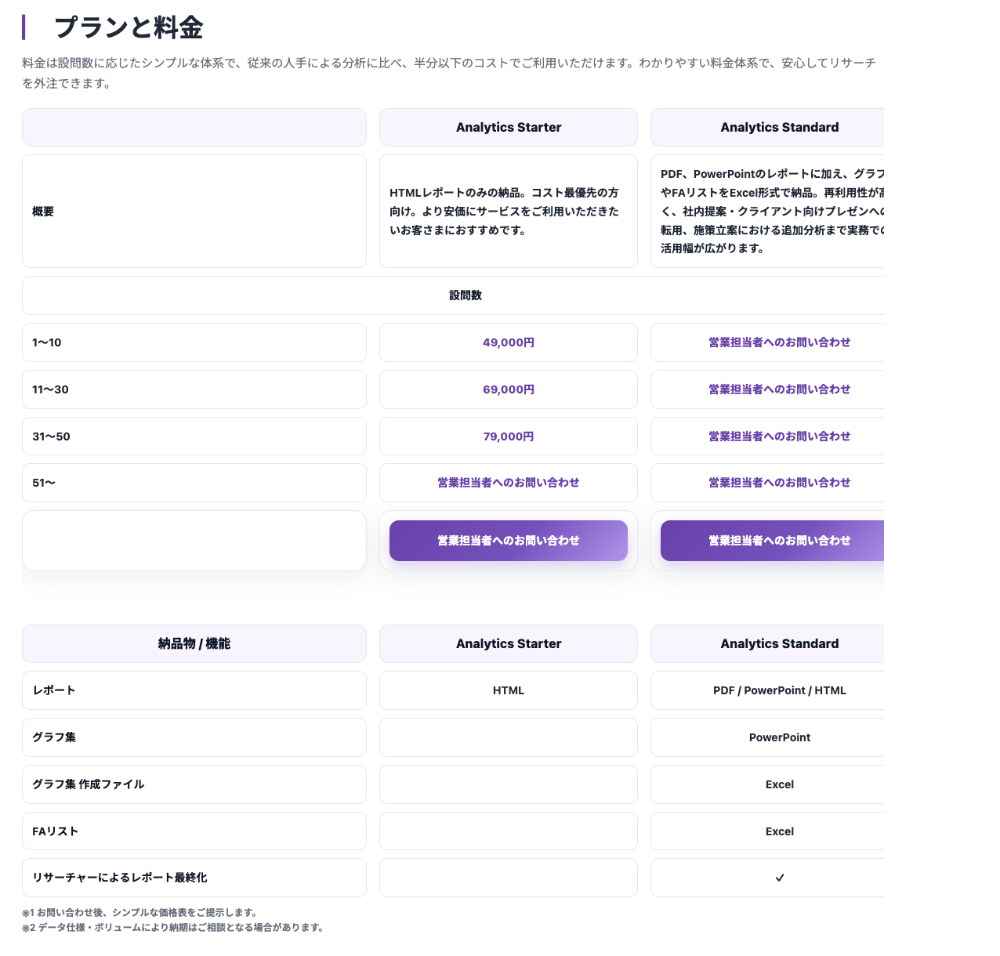 プランと料金
料金は設問数に応じたシンプルな体系で、従来の人手による分析に比べ、半分以下のコストでご利用いただけます。わかりやすい料金体系で、安心してリサーチ
を外注できます。
Analytics Starter
Analytics Standard
概要
HTMLレポートのみの納品。コスト最優先の方
向け。より安価にサービスをご利用いただきた
いお客さまにおすすめです。
PDF、PowerPointのレポートに加え、グラフ
やFAリストをExcel形式で納品。再利用性が高
く、社内提案・クライアント向けプレゼンへの
転用、施策立案における追加分析まで実務での
活用幅が広がります。
設問数
1〜10
49,000円
営業担当者へのお問い合わせ
11〜30
69,000円
営業担当者へのお問い合わせ
31〜50
79,000円
営業担当者へのお問い合わせ
51〜
営業担当者へのお問い合わせ
営業担当者へのお問い合わせ
営業担当者へのお問い合わせ
営業担当者へのお問い合わせ
納品物 / 機能
Analytics Starter
Analytics Standard
レポート
HTML
PDF / PowerPoint / HTML
グラフ集
PowerPoint
グラフ集 作成ファイル
Excel
FAリスト
Excel
リサーチャーによるレポート最終化
✓
※1 お問い合わせ後、シンプルな価格表をご提示します。
※2 データ仕様・ボリュームにより納期はご相談となる場合があります。